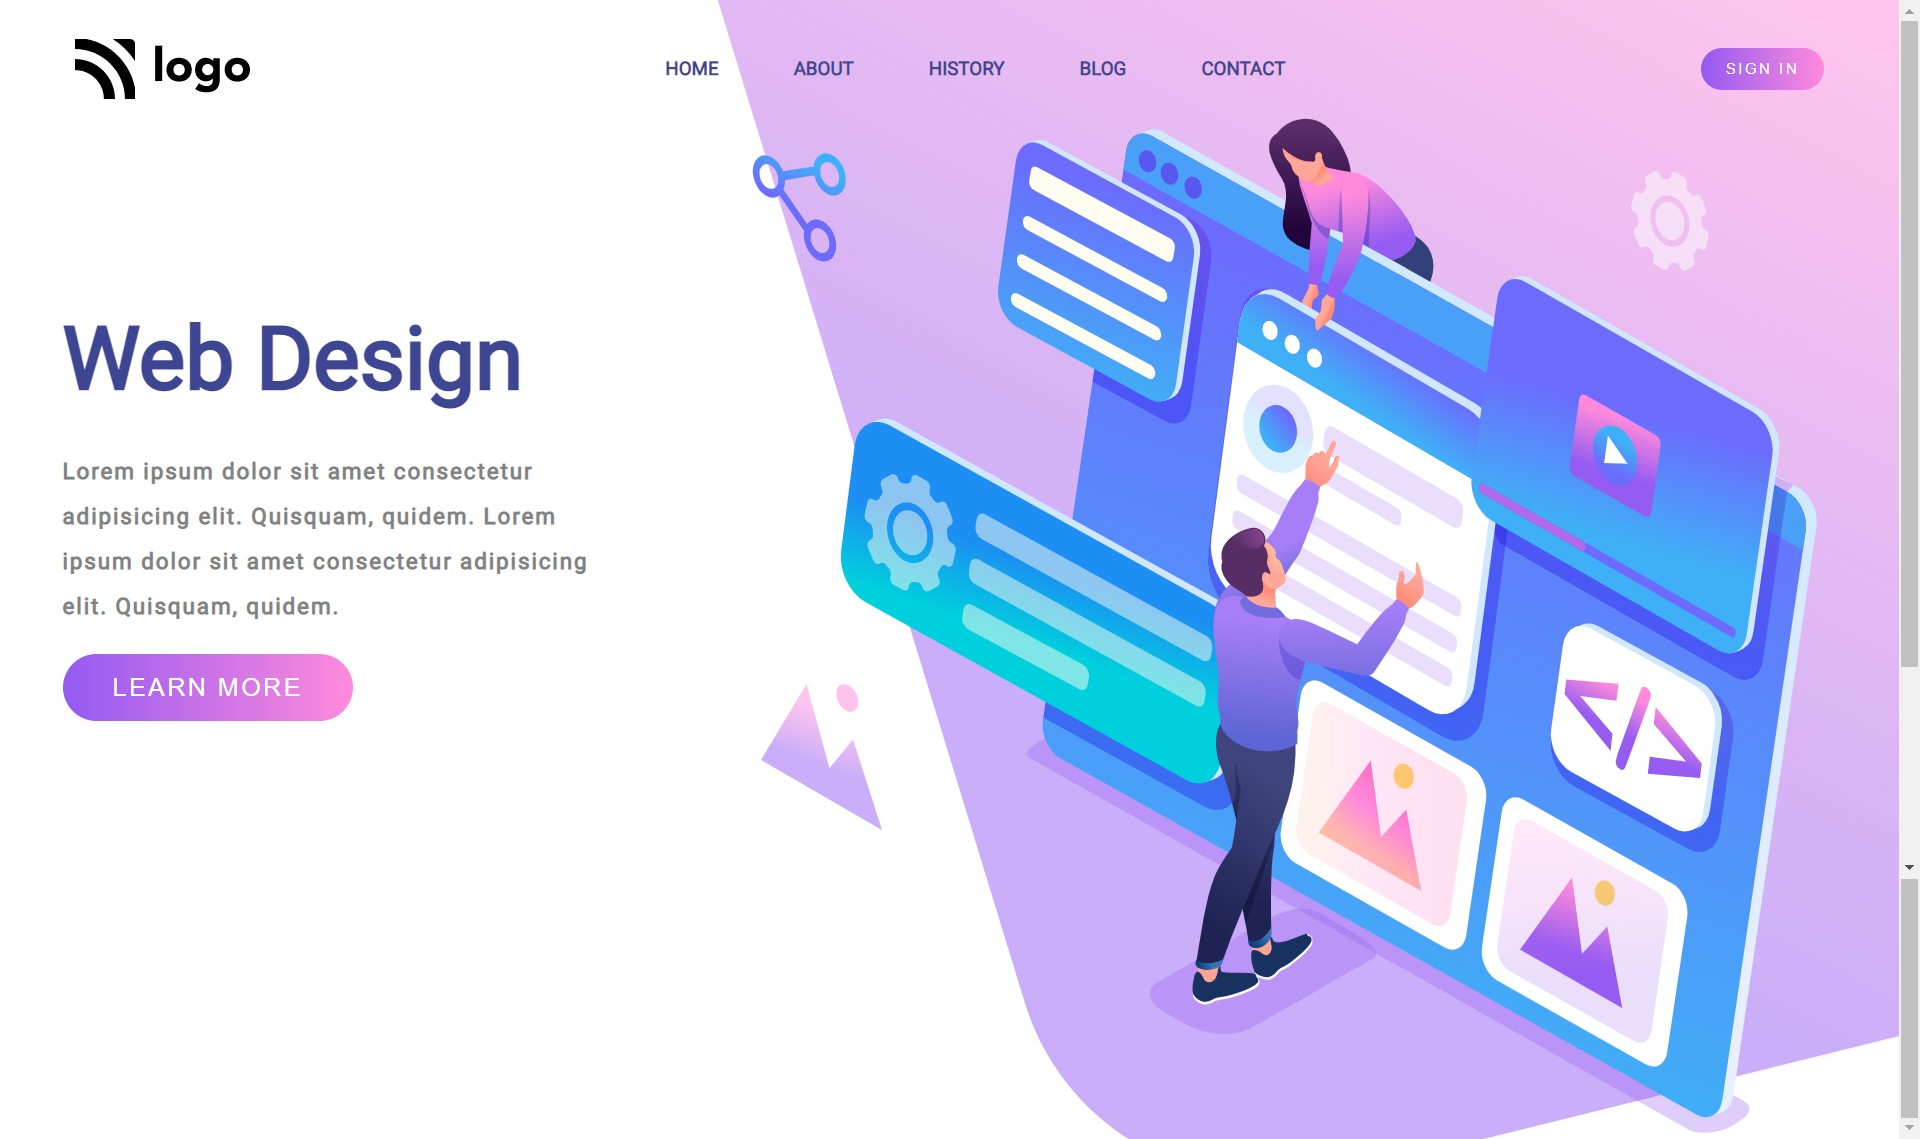 logo
HOME ABOUT HISTORY BLOG CONTACT
SIGN IN
Web Design
Lorem ipsum dolor sit amet consectetur
adipisicing elit. Quisquam, quidem. Lorem
ipsum dolor sit amet consectetur adipisicing
elit. Quisquam, quidem.
LEARN MORE
</>